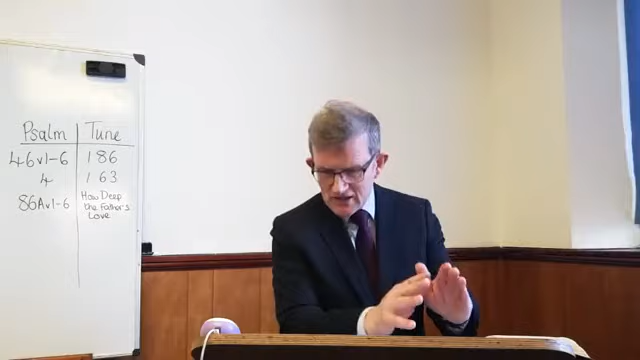 Psalm Tune
46v1-6 186
4 163
86Av1-6 How Deep
the Father's
Love